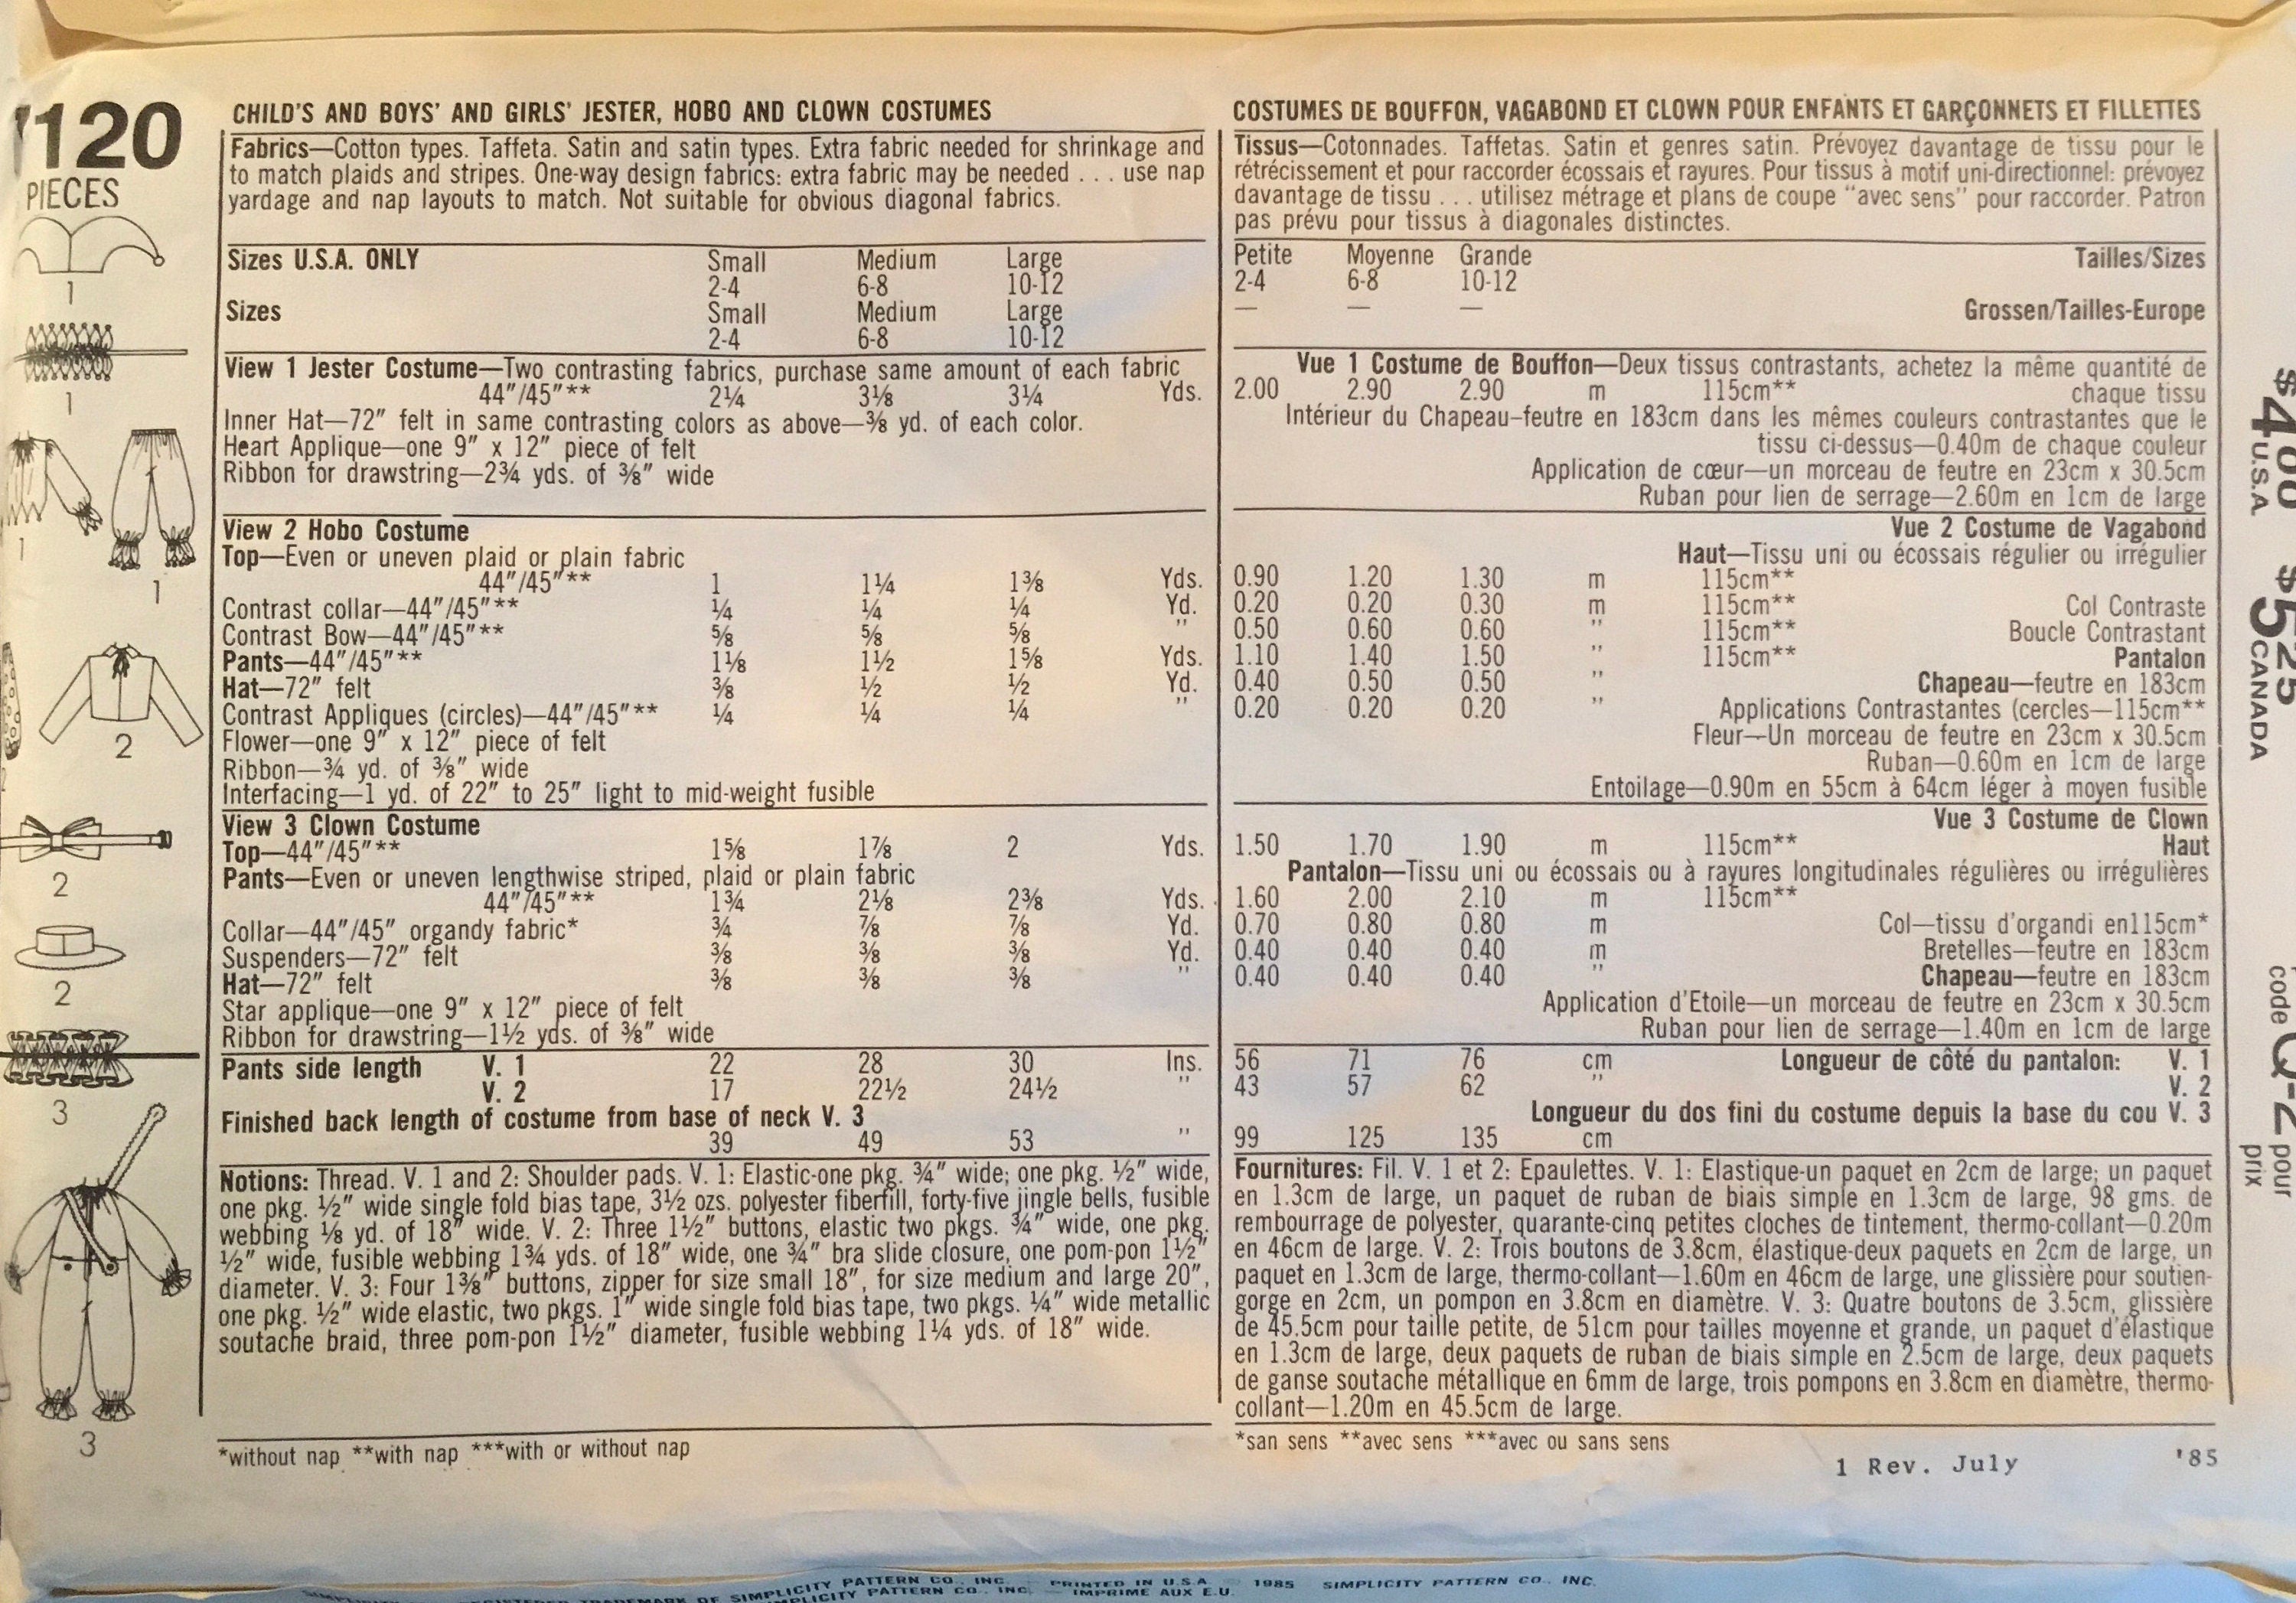 7120
PIECES
1
1
1
1
2
2
2
3
3
CHILD'S AND BOYS' AND GIRLS' JESTER, HOBO AND CLOWN COSTUMES
Fabrics—Cotton types. Taffeta. Satin and satin types. Extra fabric needed for shrinkage and
to match plaids and stripes. One-way design fabrics: extra fabric may be needed . . . use nap
yardage and nap layouts to match. Not suitable for obvious diagonal fabrics.
Sizes U.S.A. ONLY Small Medium Large
2-4 6-8 10-12
Sizes Small Medium Large
2-4 6-8 10-12
View 1 Jester Costume—Two contrasting fabrics, purchase same amount of each fabric
44"/45"** 2¼ 3⅛ 3¼ Yds.
Inner Hat—72" felt in same contrasting colors as above—⅜ yd. of each color.
Heart Applique—one 9" x 12" piece of felt
Ribbon for drawstring—2¾ yds. of ⅜" wide
View 2 Hobo Costume
Top—Even or uneven plaid or plain fabric
44"/45"** 1 1¼ 1⅜ Yds.
Contrast collar—44"/45"** ¼ ¼ ¼ Yd.
Contrast Bow—44"/45"** ⅝ ⅝ ⅝ "
Pants—44"/45"** 1⅛ 1½ 1⅝ Yds.
Hat—72" felt ⅜ ½ ½ Yd.
Contrast Appliques (circles)—44"/45"** ¼ ¼ ¼ "
Flower—one 9" x 12" piece of felt
Ribbon—¾ yd. of ⅜" wide
Interfacing—1 yd. of 22" to 25" light to mid-weight fusible
View 3 Clown Costume
Top—44"/45"** 1⅝ 1⅞ 2 Yds.
Pants—Even or uneven lengthwise striped, plaid or plain fabric
44"/45"** 1¾ 2⅛ 2⅜ Yds.
Collar—44"/45" organdy fabric* ¾ ⅞ ⅞ Yd.
Suspenders—72" felt ⅜ ⅜ ⅜ Yd.
Hat—72" felt ⅜ ⅜ ⅜ "
Star applique—one 9" x 12" piece of felt
Ribbon for drawstring—1½ yds. of ⅜" wide
Pants side length V. 1 22 28 30 Ins.
V. 2 17 22½ 24½ "
Finished back length of costume from base of neck V. 3
39 49 53 "
Notions: Thread. V. 1 and 2: Shoulder pads. V. 1: Elastic-one pkg. ¾" wide; one pkg. ½" wide,
one pkg. ½" wide single fold bias tape, 3½ ozs. polyester fiberfill, forty-five jingle bells, fusible
webbing ⅛ yd. of 18" wide. V. 2: Three 1½" buttons, elastic two pkgs. ¾" wide, one pkg.
½" wide, fusible webbing 1¾ yds. of 18" wide, one ¾" bra slide closure, one pom-pon 1½"
diameter. V. 3: Four 1⅜" buttons, zipper for size small 18", for size medium and large 20",
one pkg. ½" wide elastic, two pkgs. 1" wide single fold bias tape, two pkgs. ¼" wide metallic
soutache braid, three pom-pon 1½" diameter, fusible webbing 1¼ yds. of 18" wide.
*without nap **with nap ***with or without nap
COSTUMES DE BOUFFON, VAGABOND ET CLOWN POUR ENFANTS ET GARÇONNETS ET FILLETTES
Tissus—Cotonnades. Taffetas. Satin et genres satin. Prévoyez davantage de tissu pour le
rétrécissement et pour raccorder écossais et rayures. Pour tissus à motif uni-directionnel: prévoyez
davantage de tissu . . . utilisez métrage et plans de coupe "avec sens" pour raccorder. Patron
pas prévu pour tissus à diagonales distinctes.
Petite Moyenne Grande Tailles/Sizes
2-4 6-8 10-12
— — — Grossen/Tailles-Europe
Vue 1 Costume de Bouffon—Deux tissus contrastants, achetez la même quantité de
2.00 2.90 2.90 m 115cm** chaque tissu
Intérieur du Chapeau-feutre en 183cm dans les mêmes couleurs contrastantes que le
tissu ci-dessus—0.40m de chaque couleur
Application de cœur—un morceau de feutre en 23cm x 30.5cm
Ruban pour lien de serrage—2.60m en 1cm de large
Vue 2 Costume de Vagabond
Haut—Tissu uni ou écossais régulier ou irrégulier
0.90 1.20 1.30 m 115cm**
0.20 0.20 0.30 m 115cm** Col Contraste
0.50 0.60 0.60 " 115cm** Boucle Contrastant
1.10 1.40 1.50 " 115cm** Pantalon
0.40 0.50 0.50 " Chapeau—feutre en 183cm
0.20 0.20 0.20 " Applications Contrastantes (cercles—115cm**
Fleur—Un morceau de feutre en 23cm x 30.5cm
Ruban—0.60m en 1cm de large
Entoilage—0.90m en 55cm à 64cm léger à moyen fusible
Vue 3 Costume de Clown
1.50 1.70 1.90 m 115cm** Haut
Pantalon—Tissu uni ou écossais ou à rayures longitudinales régulières ou irrégulières
1.60 2.00 2.10 m 115cm**
0.70 0.80 0.80 m Col—tissu d'organdi en115cm*
0.40 0.40 0.40 m Bretelles—feutre en 183cm
0.40 0.40 0.40 " Chapeau—feutre en 183cm
Application d'Etoile—un morceau de feutre en 23cm x 30.5cm
Ruban pour lien de serrage—1.40m en 1cm de large
56 71 76 cm Longueur de côté du pantalon: V. 1
43 57 62 " V. 2
Longueur du dos fini du costume depuis la base du cou V. 3
99 125 135 cm
Fournitures: Fil. V. 1 et 2: Epaulettes. V. 1: Elastique-un paquet en 2cm de large; un paquet
en 1.3cm de large, un paquet de ruban de biais simple en 1.3cm de large, 98 gms. de
rembourrage de polyester, quarante-cinq petites cloches de tintement, thermo-collant—0.20m
en 46cm de large. V. 2: Trois boutons de 3.8cm, élastique-deux paquets en 2cm de large, un
paquet en 1.3cm de large, thermo-collant—1.60m en 46cm de large, une glissière pour soutien-
gorge en 2cm, un pompon en 3.8cm en diamètre. V. 3: Quatre boutons de 3.5cm, glissière
de 45.5cm pour taille petite, de 51cm pour tailles moyenne et grande, un paquet d'élastique
en 1.3cm de large, deux paquets de ruban de biais simple en 2.5cm de large, deux paquets
de ganse soutache métallique en 6mm de large, trois pompons en 3.8cm en diamètre, thermo-
collant—1.20m en 45.5cm de large.
*san sens **avec sens ***avec ou sans sens
1 Rev. July '85
$4.00 U.S.A
$5.25 CANADA
code Q-2 pour
prix
SIMPLICITY PATTERN CO., INC. PRINTED IN U.S.A. © 1985 SIMPLICITY PATTERN CO., INC.
TRADEMARK OF SIMPLICITY PATTERN CO., INC. IMPRIME AUX E.U.